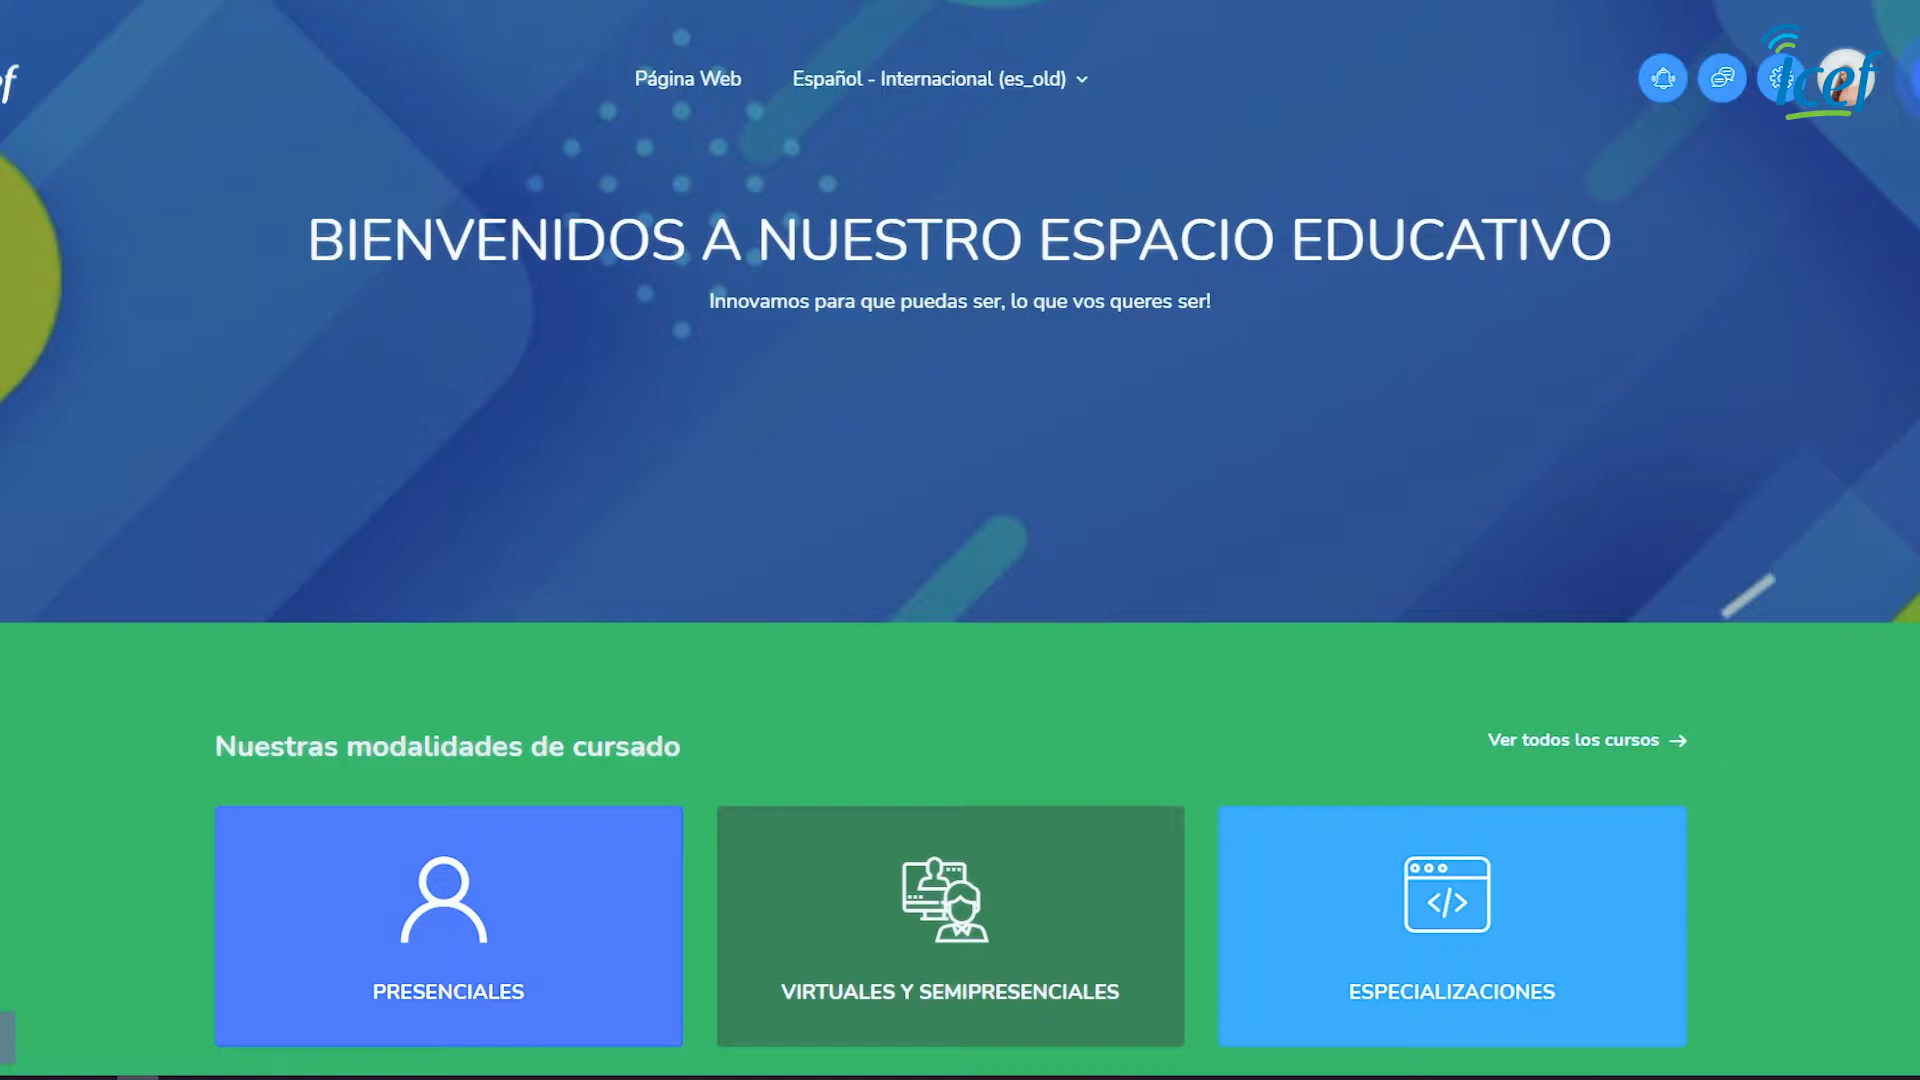 Página Web
Español - Internacional (es_old)
icef
BIENVENIDOS A NUESTRO ESPACIO EDUCATIVO
Innovamos para que puedas ser, lo que vos queres ser!
Nuestras modalidades de cursado
Ver todos los cursos
PRESENCIALES
VIRTUALES Y SEMIPRESENCIALES
ESPECIALIZACIONES